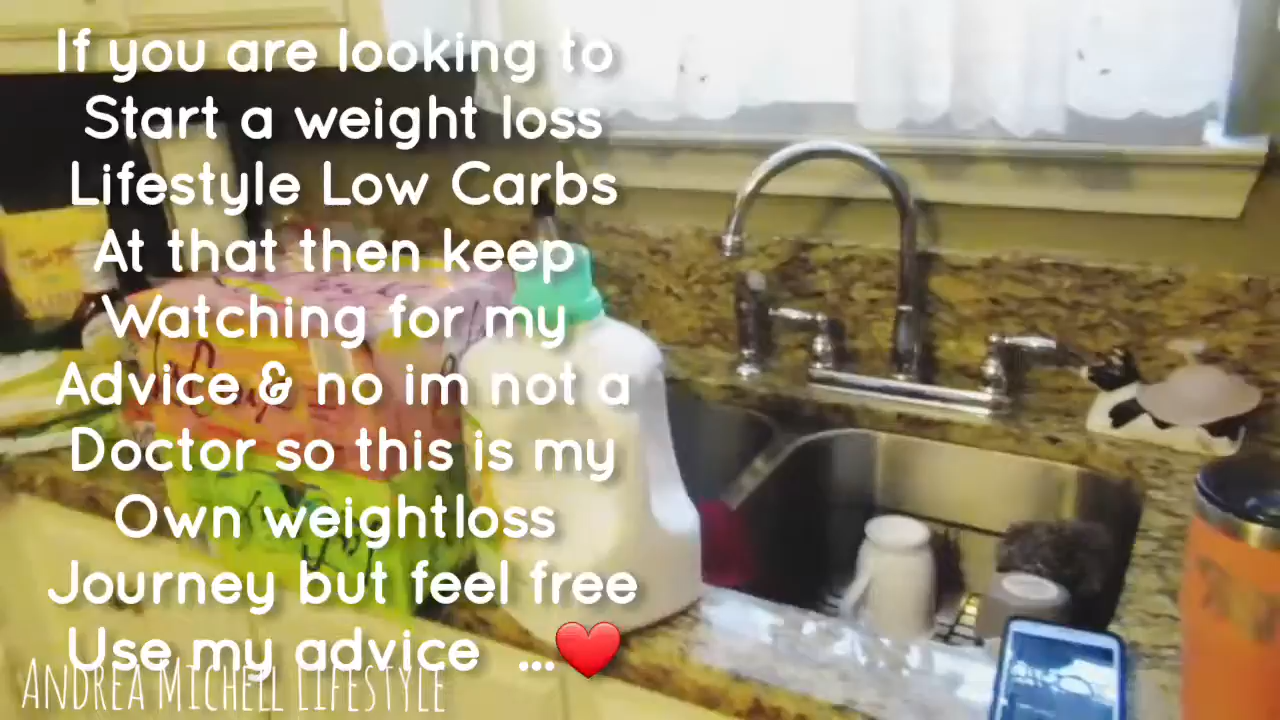 If you are looking to
Start a weight loss
Lifestyle Low Carbs
At that then keep
Watching for my
Advice & no im not a
Doctor so this is my
Own weightloss
Journey but feel free
Use my advice ...❤️
ANDREA MICHELL LIFESTYLE